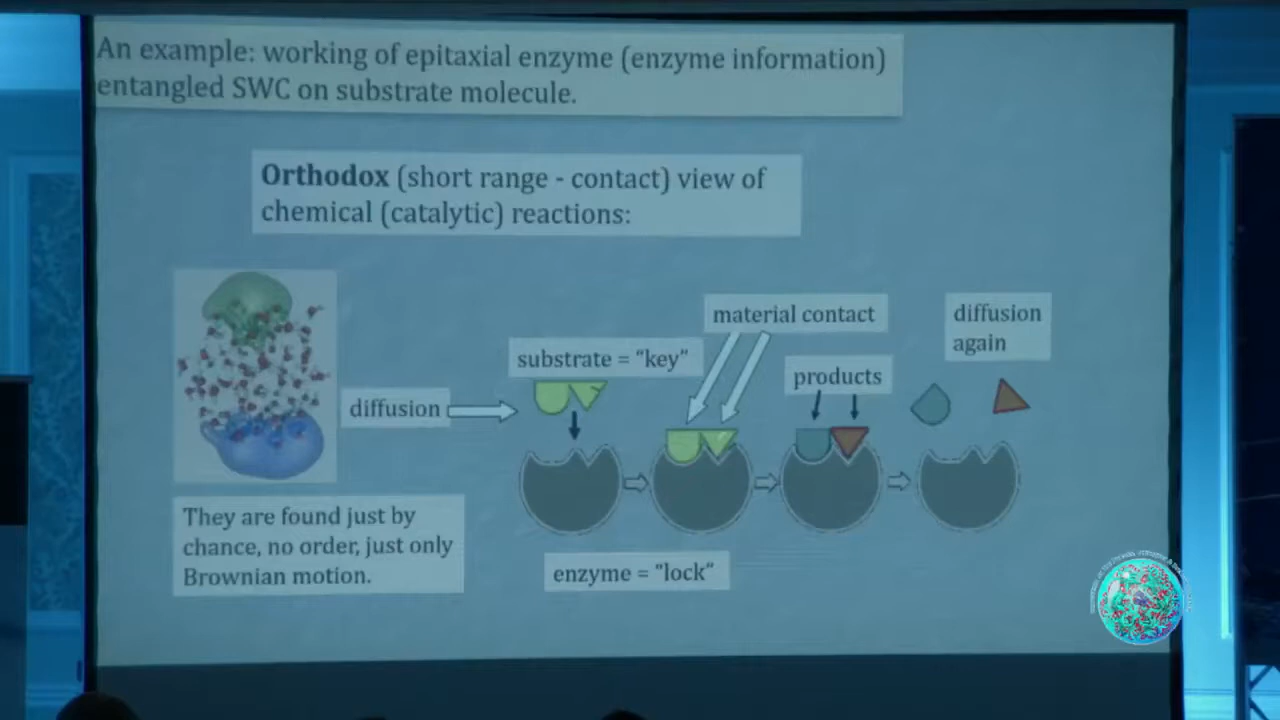 An example: working of epitaxial enzyme (enzyme information)
entangled SWC on substrate molecule.
Orthodox (short range - contact) view of
chemical (catalytic) reactions:
material contact
diffusion
again
substrate = "key"
products
diffusion
They are found just by
chance, no order, just only
Brownian motion.
enzyme = "lock"